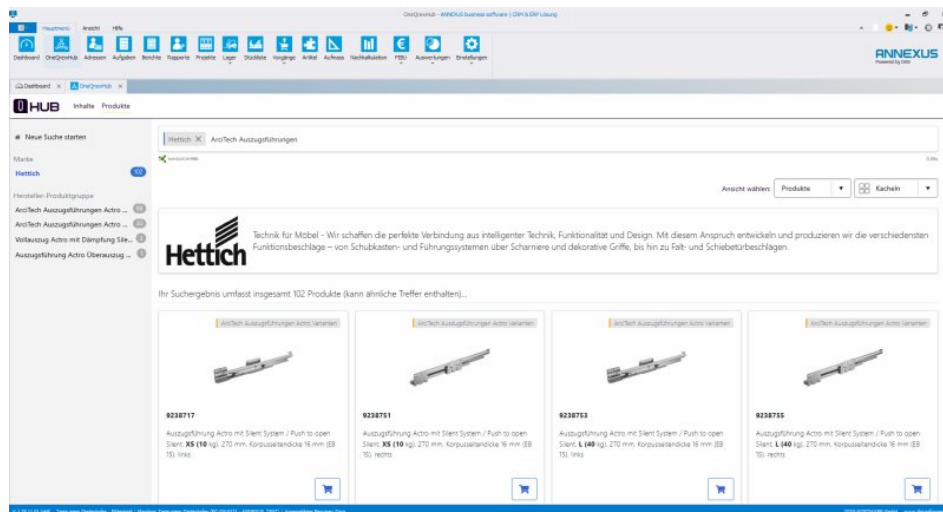 OneQrewHub - ANNEXUS business software | CRM & ERP Lösung
Hauptmenü Ansicht Hilfe
Dashboard OneQrewHub Adressen Aufgaben Berichte Rapporte Projekte Lager Stückliste Vorgänge Artikel Aufmass Nachkalkulation FIBU Auswertungen Einstellungen
ANNEXUS
Dashboard OneQrewHub
HUB Inhalte Produkte
Neue Suche starten
Marke
Hettich 102
Hersteller-Produktgruppe
ArciTech Auszugsführungen Actro ...
ArciTech Auszugsführungen Actro ...
Vollauszug Actro mit Dämpfung Sile...
Auszugsführung Actro Überauszug ...
Hettich ArciTech Auszugsführungen
Ansicht wählen: Produkte Kacheln
Hettich
Technik für Möbel - Wir schaffen die perfekte Verbindung aus intelligenter Technik, Funktionalität und Design. Mit diesem Anspruch entwickeln und produzieren wir die verschiedensten
Funktionsbeschläge – von Schubkasten- und Führungssystemen über Scharniere und dekorative Griffe, bis hin zu Falt- und Schiebetürbeschlägen.
Ihr Suchergebnis umfasst insgesamt 102 Produkte (kann ähnliche Treffer enthalten)...
ArciTech Auszugsführungen Actro Varianten
9238717
Auszugsführung Actro mit Silent System / Push to open
Silent, XS (10 kg), 270 mm, Korpusseitendicke 16 mm (EB
15), links
ArciTech Auszugsführungen Actro Varianten
9238751
Auszugsführung Actro mit Silent System / Push to open
Silent, XS (10 kg), 270 mm, Korpusseitendicke 16 mm (EB
15), rechts
ArciTech Auszugsführungen Actro Varianten
9238753
Auszugsführung Actro mit Silent System / Push to open
Silent, L (40 kg), 270 mm, Korpusseitendicke 16 mm (EB
15), links
ArciTech Auszugsführungen Actro Varianten
9238755
Auszugsführung Actro mit Silent System / Push to open
Silent, L (40 kg), 270 mm, Korpusseitendicke 16 mm (EB
15), rechts